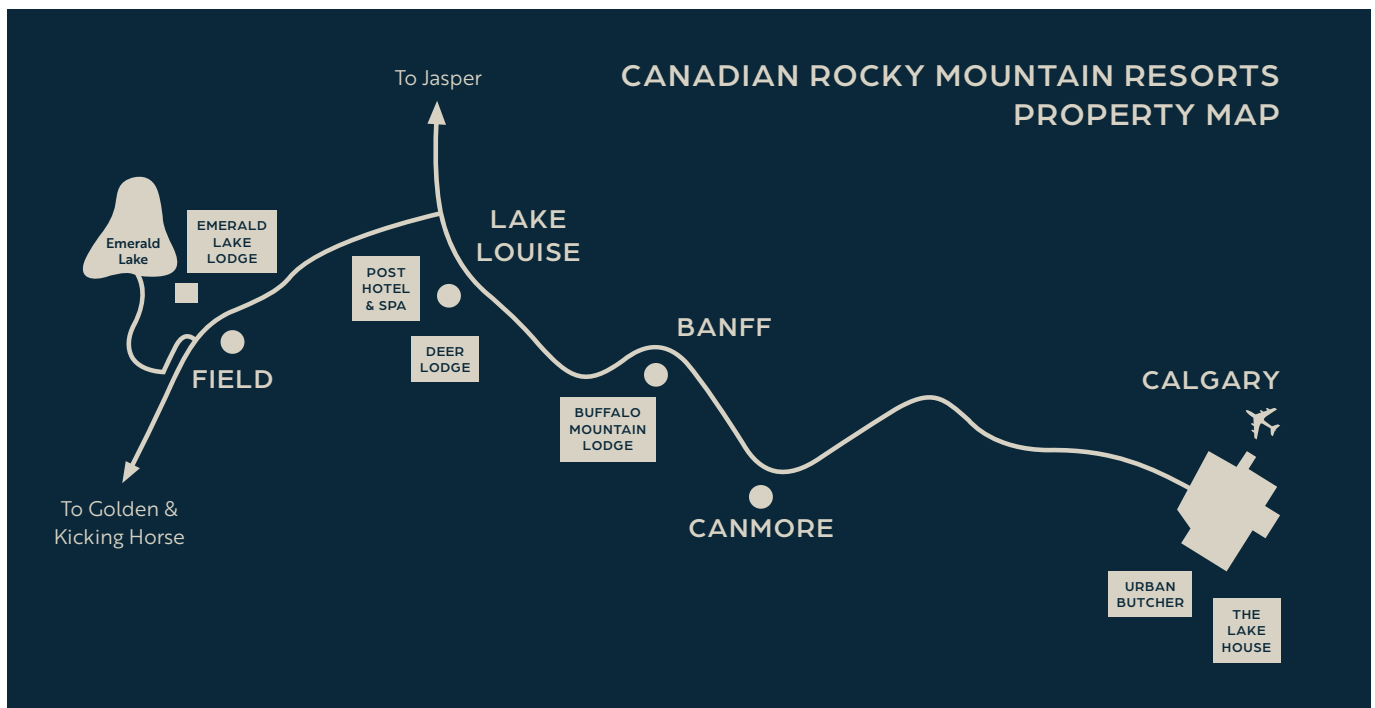 CANADIAN ROCKY MOUNTAIN RESORTS
PROPERTY MAP
To Jasper
LAKE
LOUISE
EMERALD
LAKE
LODGE
Emerald
Lake
POST
HOTEL
& SPA
BANFF
DEER
LODGE
FIELD
CALGARY
BUFFALO
MOUNTAIN
LODGE
To Golden &
Kicking Horse
CANMORE
URBAN
BUTCHER
THE
LAKE
HOUSE